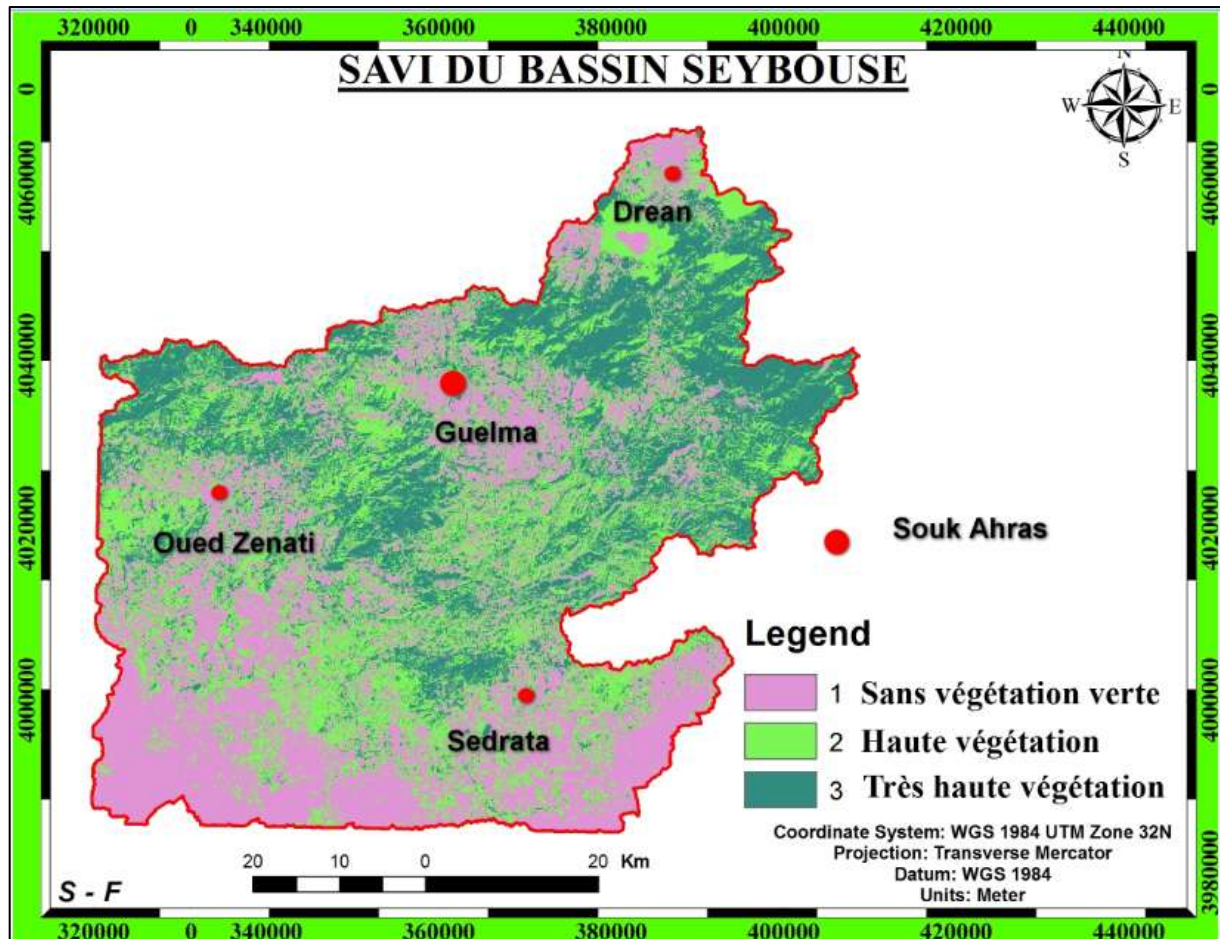 320000 0 340000 360000 380000 400000 420000 440000
SAVI DU BASSIN SEYBOUSE
N
W E
S
0
4060000
4040000
4020000
4000000
0
4060000
4040000
4020000
4000000
3980000
Drean
Guelma
Oued Zenati
Souk Ahras
Sedrata
Legend
1 Sans végétation verte
2 Haute végétation
3 Très haute végétation
Coordinate System: WGS 1984 UTM Zone 32N
Projection: Transverse Mercator
Datum: WGS 1984
Units: Meter
20 10 0 20 Km
S - F
320000 0 340000 360000 380000 400000 420000 440000